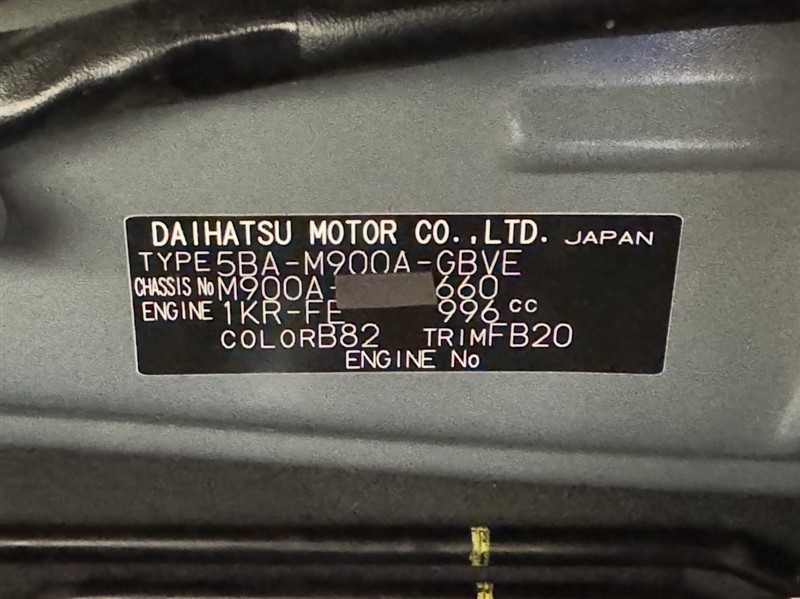 DAIHATSU MOTOR CO.,LTD. JAPAN
TYPE 5BA-M900A-GBVE
CHASSIS No M900A- 660
ENGINE 1KR-FE 996 cc
COLOR B82 TRIM FB20
ENGINE No